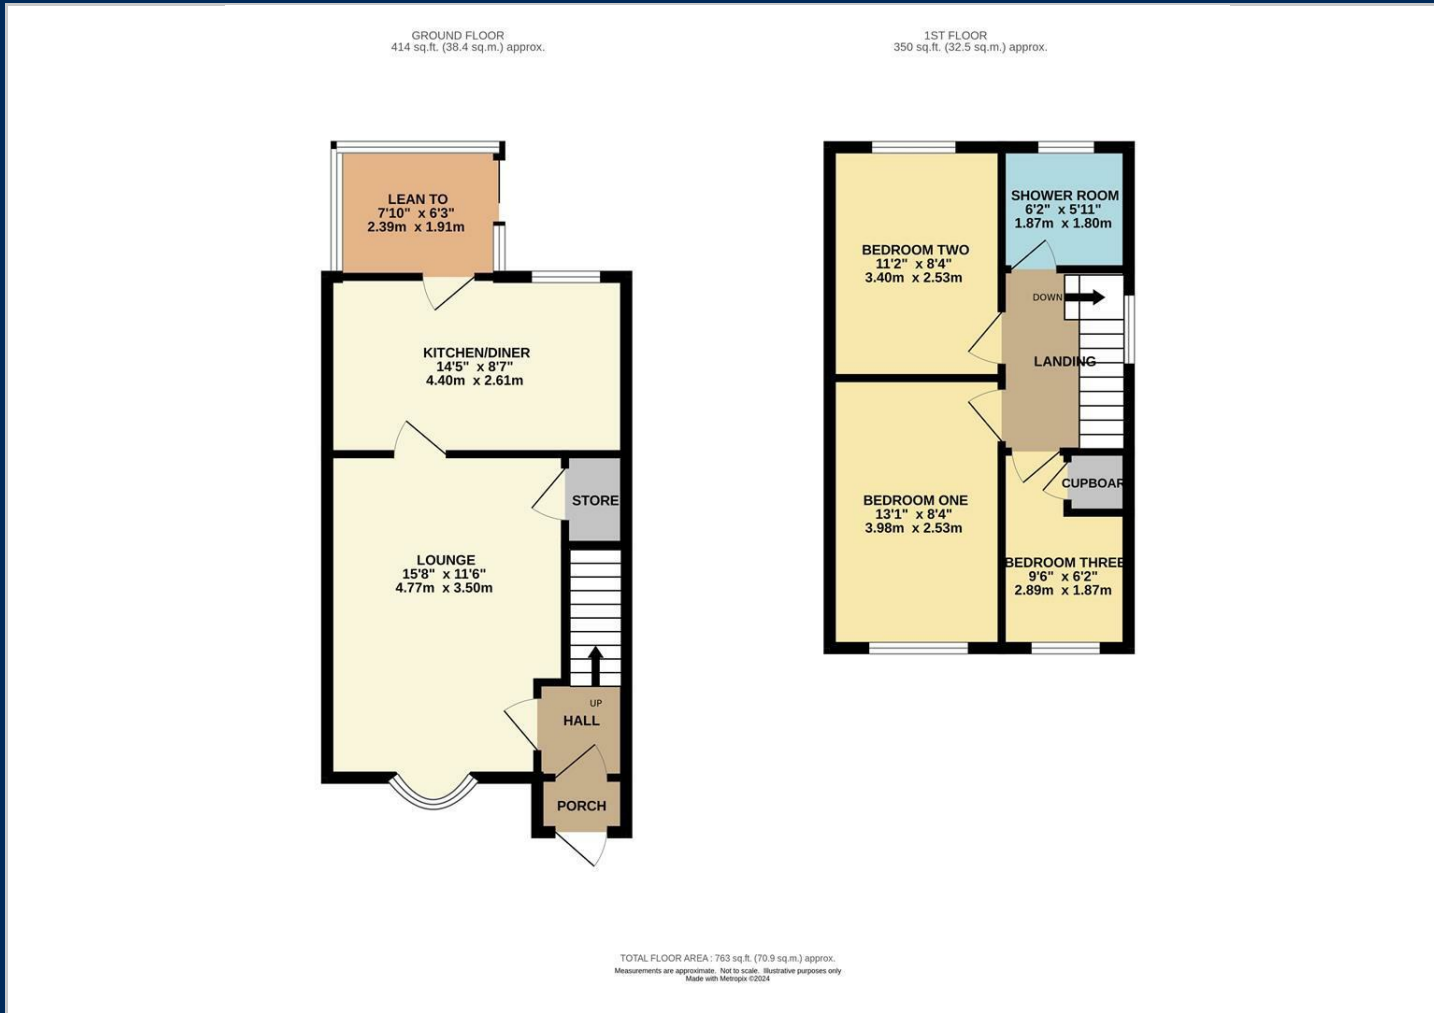 GROUND FLOOR
414 sq.ft. (38.4 sq.m.) approx.
1ST FLOOR
350 sq.ft. (32.5 sq.m.) approx.
LEAN TO
7'10" x 6'3"
2.39m x 1.91m
KITCHEN/DINER
14'5" x 8'7"
4.40m x 2.61m
STORE
LOUNGE
15'8" x 11'6"
4.77m x 3.50m
UP
HALL
PORCH
SHOWER ROOM
6'2" x 5'11"
1.87m x 1.80m
BEDROOM TWO
11'2" x 8'4"
3.40m x 2.53m
DOWN
LANDING
CUPBOAR
BEDROOM ONE
13'1" x 8'4"
3.98m x 2.53m
BEDROOM THREE
9'6" x 6'2"
2.89m x 1.87m
TOTAL FLOOR AREA : 763 sq.ft. (70.9 sq.m.) approx.
Measurements are approximate. Not to scale. Illustrative purposes only
Made with Metropix ©2024